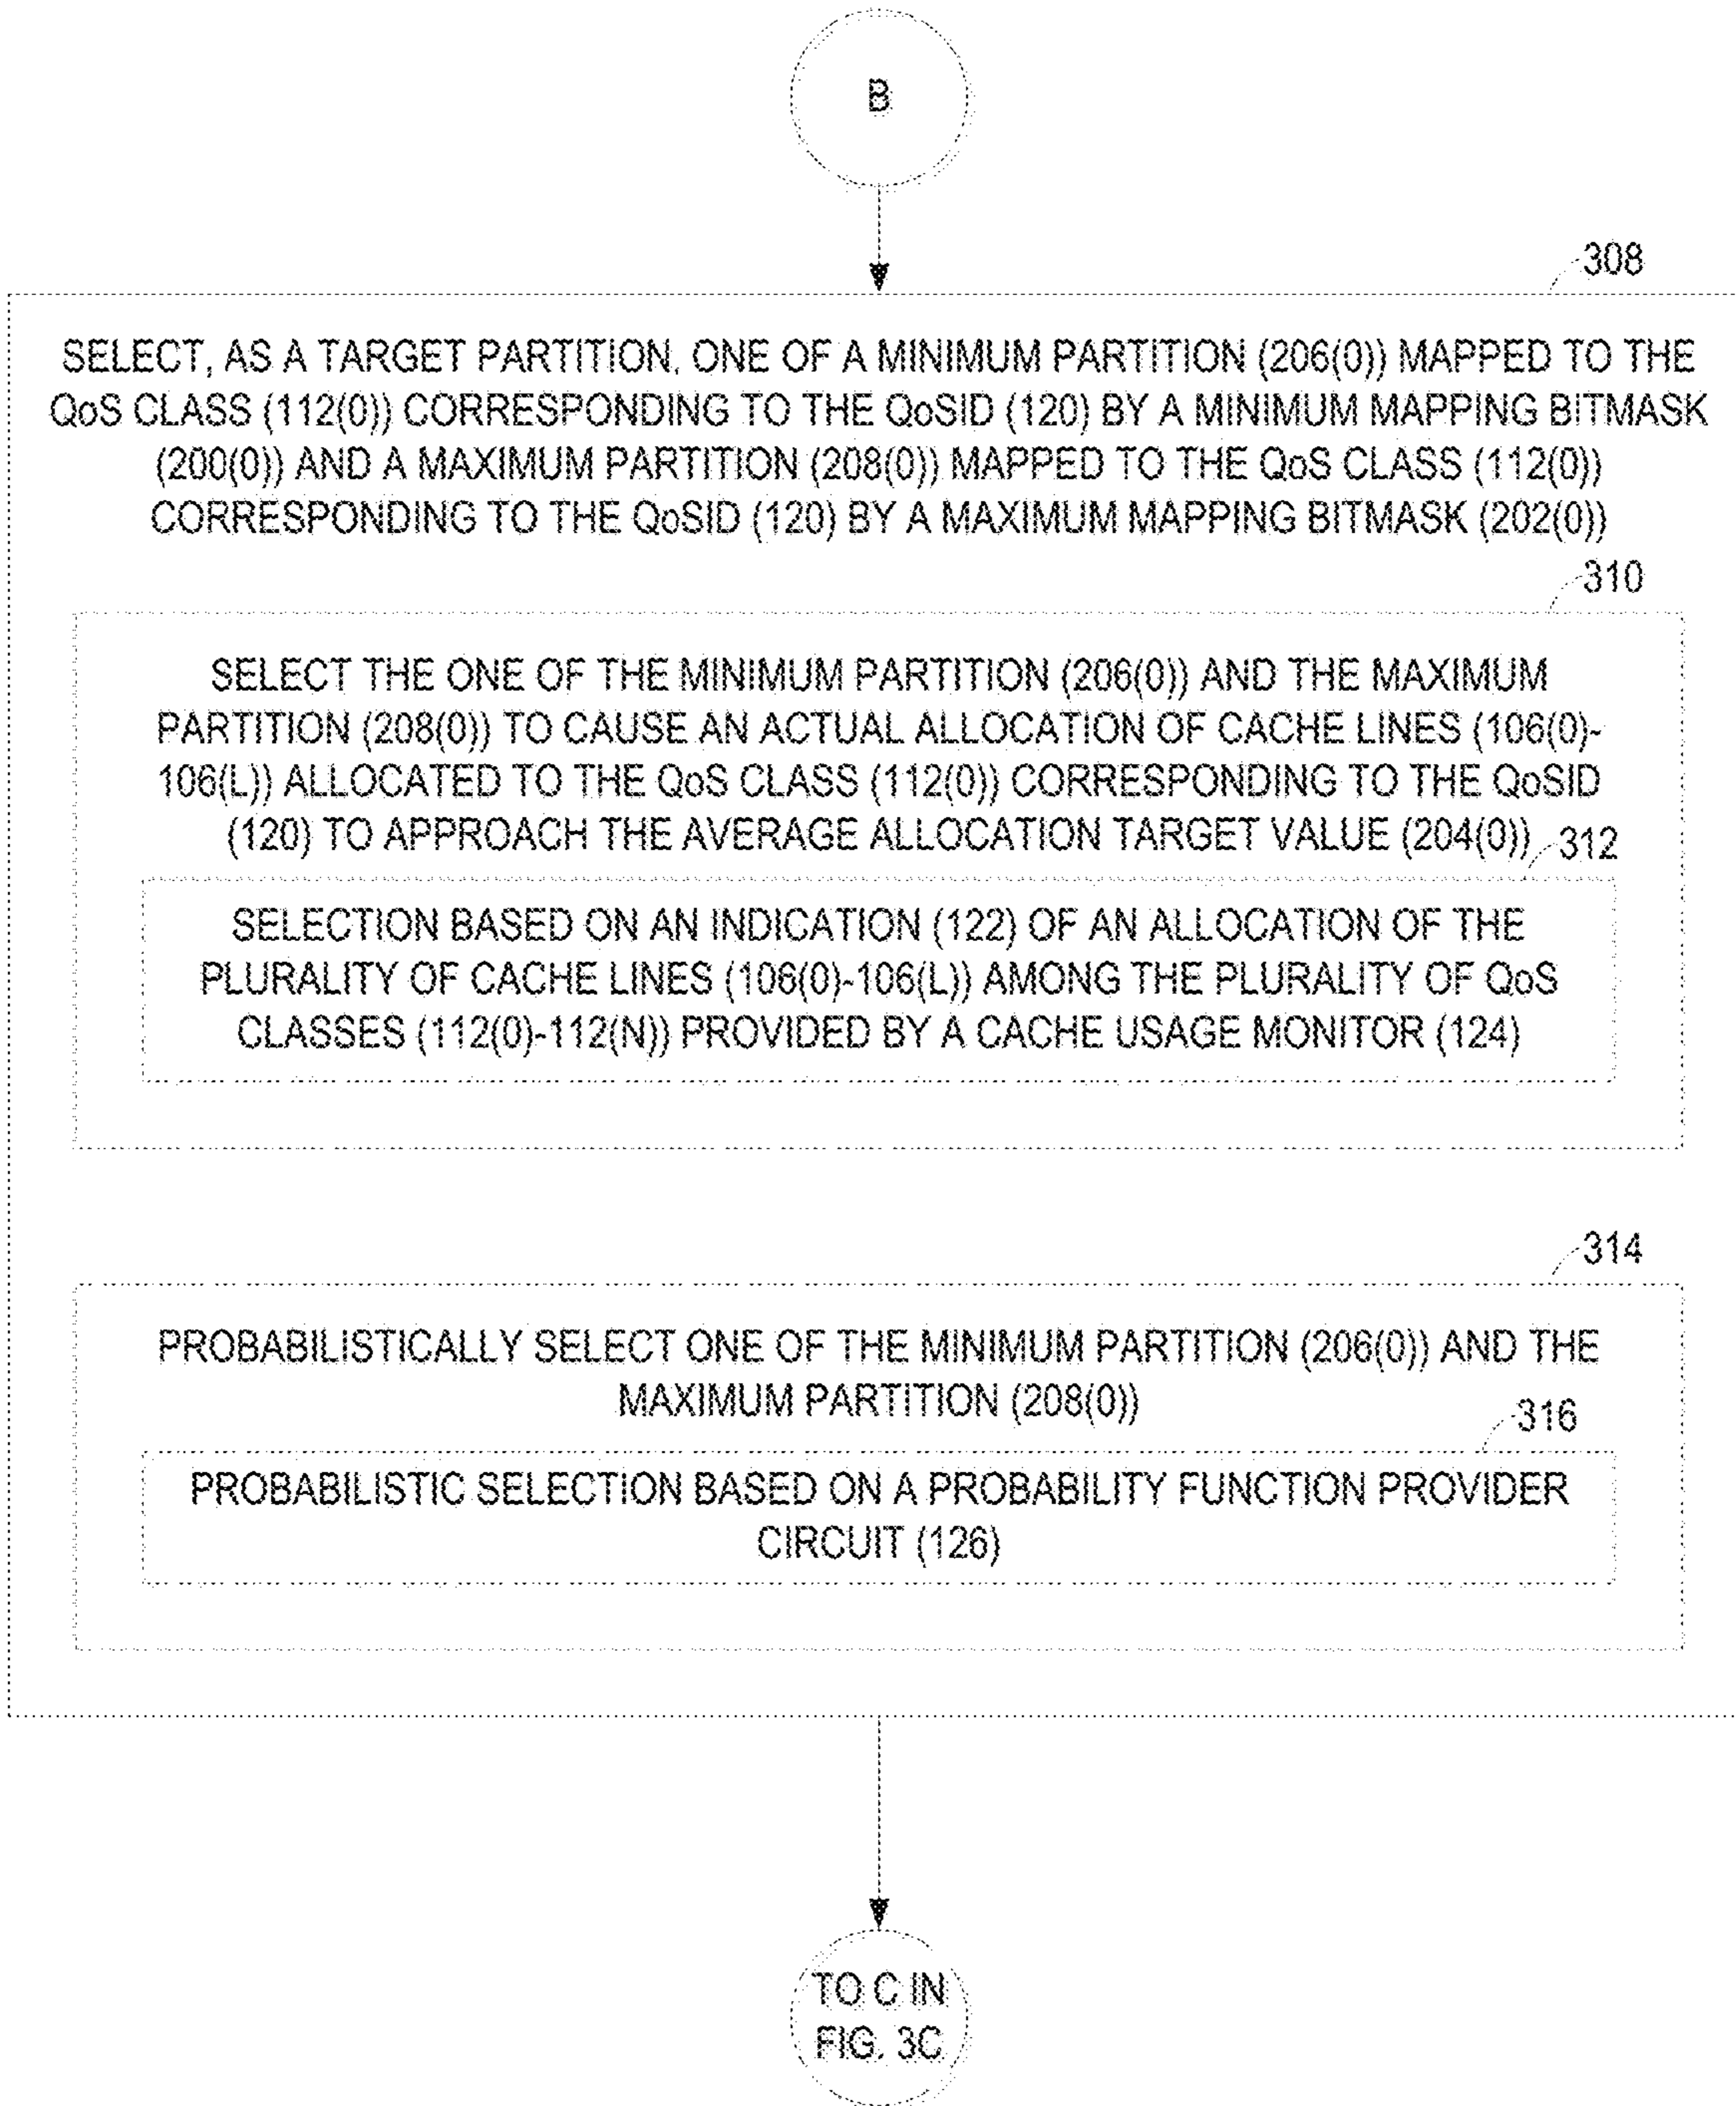 B
308
SELECT, AS A TARGET PARTITION, ONE OF A MINIMUM PARTITION (206(0)) MAPPED TO THE
QoS CLASS (112(0)) CORRESPONDING TO THE QoSID (120) BY A MINIMUM MAPPING BITMASK
(200(0)) AND A MAXIMUM PARTITION (208(0)) MAPPED TO THE QoS CLASS (112(0))
CORRESPONDING TO THE QoSID (120) BY A MAXIMUM MAPPING BITMASK (202(0))
310
SELECT THE ONE OF THE MINIMUM PARTITION (206(0)) AND THE MAXIMUM
PARTITION (208(0)) TO CAUSE AN ACTUAL ALLOCATION OF CACHE LINES (106(0)-
106(L)) ALLOCATED TO THE QoS CLASS (112(0)) CORRESPONDING TO THE QoSID
(120) TO APPROACH THE AVERAGE ALLOCATION TARGET VALUE (204(0))
312
SELECTION BASED ON AN INDICATION (122) OF AN ALLOCATION OF THE
PLURALITY OF CACHE LINES (106(0)-106(L)) AMONG THE PLURALITY OF QoS
CLASSES (112(0)-112(N)) PROVIDED BY A CACHE USAGE MONITOR (124)
314
PROBABILISTICALLY SELECT ONE OF THE MINIMUM PARTITION (206(0)) AND THE
MAXIMUM PARTITION (208(0))
316
PROBABILISTIC SELECTION BASED ON A PROBABILITY FUNCTION PROVIDER
CIRCUIT (126)
TO C IN
FIG. 3C